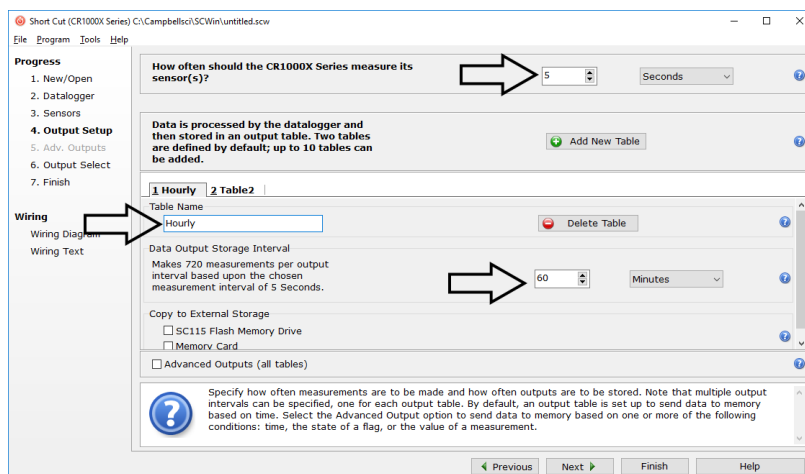 Short Cut (CR1000X Series) C:\Campbellsci\SCWin\untitled.scw
File Program Tools Help
Progress
1. New/Open
2. Datalogger
3. Sensors
4. Output Setup
5. Adv. Outputs
6. Output Select
7. Finish
Wiring
Wiring Diagram
Wiring Text
How often should the CR1000X Series measure its
sensor(s)?
5
Seconds
Data is processed by the datalogger and
then stored in an output table. Two tables
are defined by default; up to 10 tables can
be added.
Add New Table
1 Hourly 2 Table2
Table Name
Hourly
Delete Table
Data Output Storage Interval
Makes 720 measurements per output
interval based upon the chosen
measurement interval of 5 Seconds.
60
Minutes
Copy to External Storage
SC115 Flash Memory Drive
Memory Card
Advanced Outputs (all tables)
Specify how often measurements are to be made and how often outputs are to be stored. Note that multiple output
intervals can be specified, one for each output table. By default, an output table is set up to send data to memory
based on time. Select the Advanced Output option to send data to memory based on one or more of the following
conditions: time, the state of a flag, or the value of a measurement.
Previous Next Finish Help